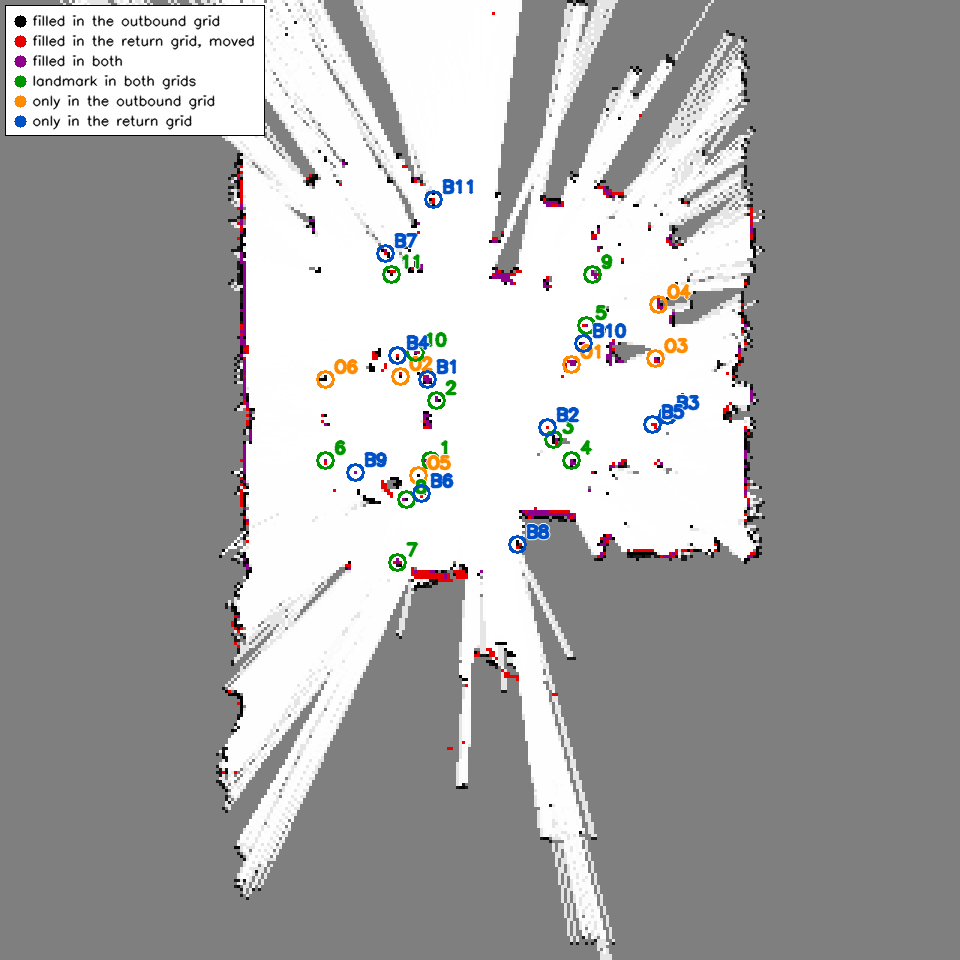 filled in the outbound grid
filled in the return grid, moved
filled in both
landmark in both grids
only in the outbound grid
only in the return grid
B11
B7
11
9
O4
5
B10
B4
10
O1
O3
O6
O2
B1
2
B3
B5
B2
3
4
6
1
B9
O5
B6
8
B8
7